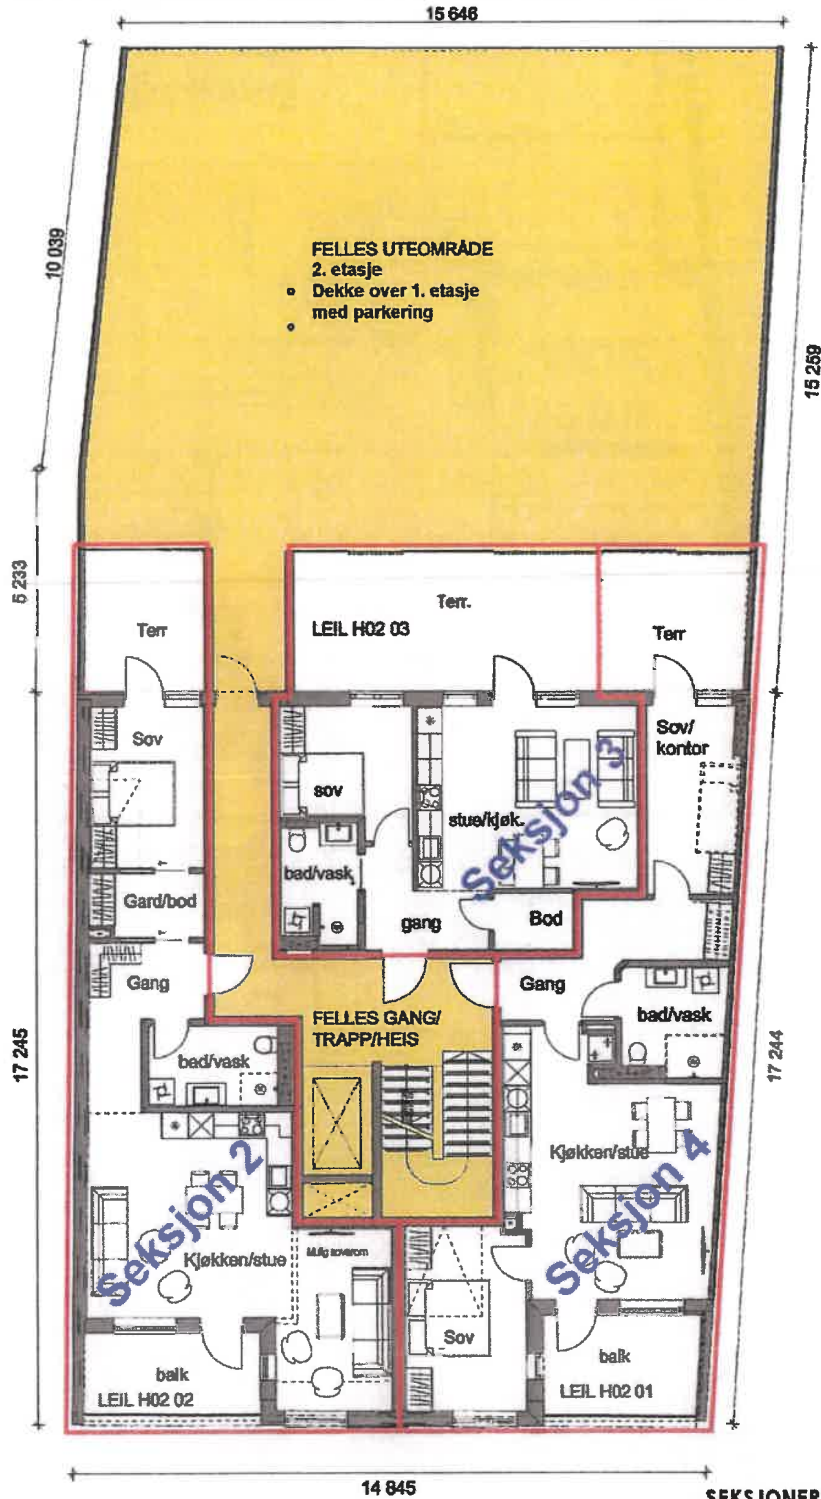 15 646
10 039
FELLES UTEOMRÅDE
2. etasje
Dekke over 1. etasje
med parkering
15 259
5 233
Terr
Terr.
LEIL H02 03
Terr
Sov
sov
stue/kjøk.
Seksjon 3
Sov/
kontor
bad/vask
Gard/bod
gang
Bod
Gang
Gang
FELLES GANG/
TRAPP/HEIS
bad/vask
bad/vask
17 245
17 244
Kjøkken/stue
Seksjon 2
Seksjon 4
Kjøkken/stue
Mulig soverom
Sov
balk
LEIL H02 02
balk
LEIL H02 01
14 845
SEKSJONER